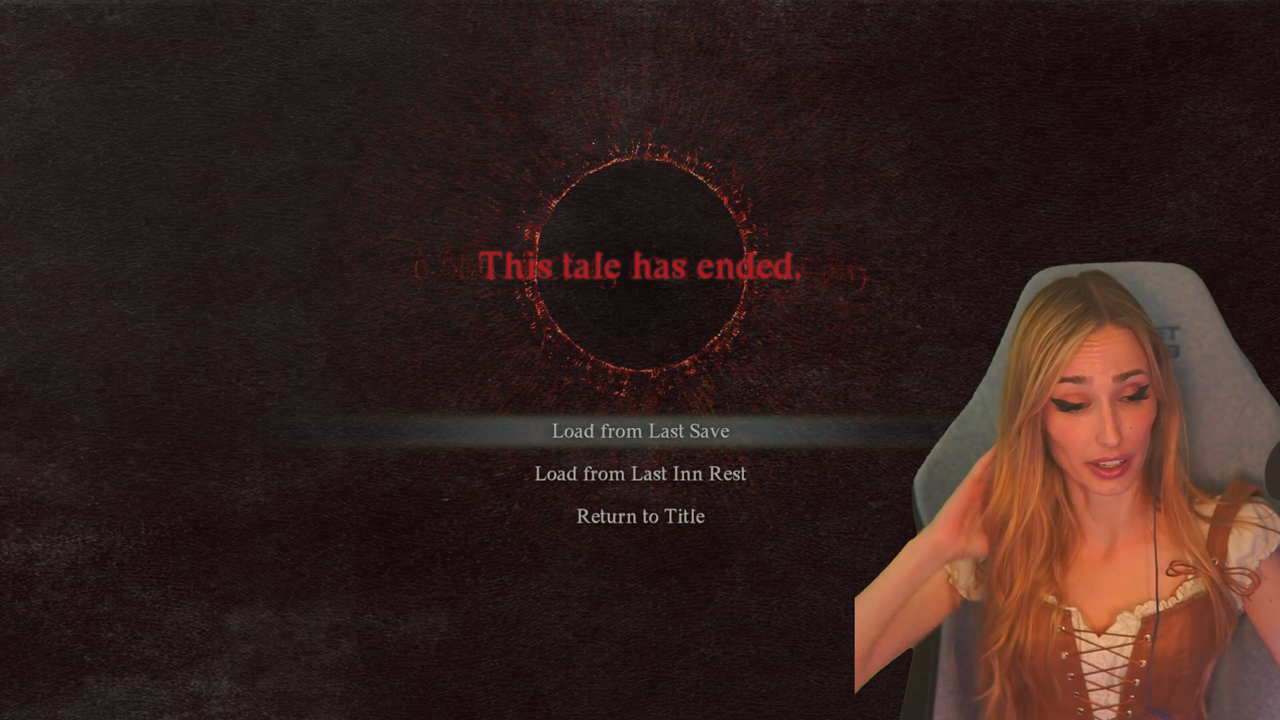 This tale has ended.
Load from Last Save
Load from Last Inn Rest
Return to Title